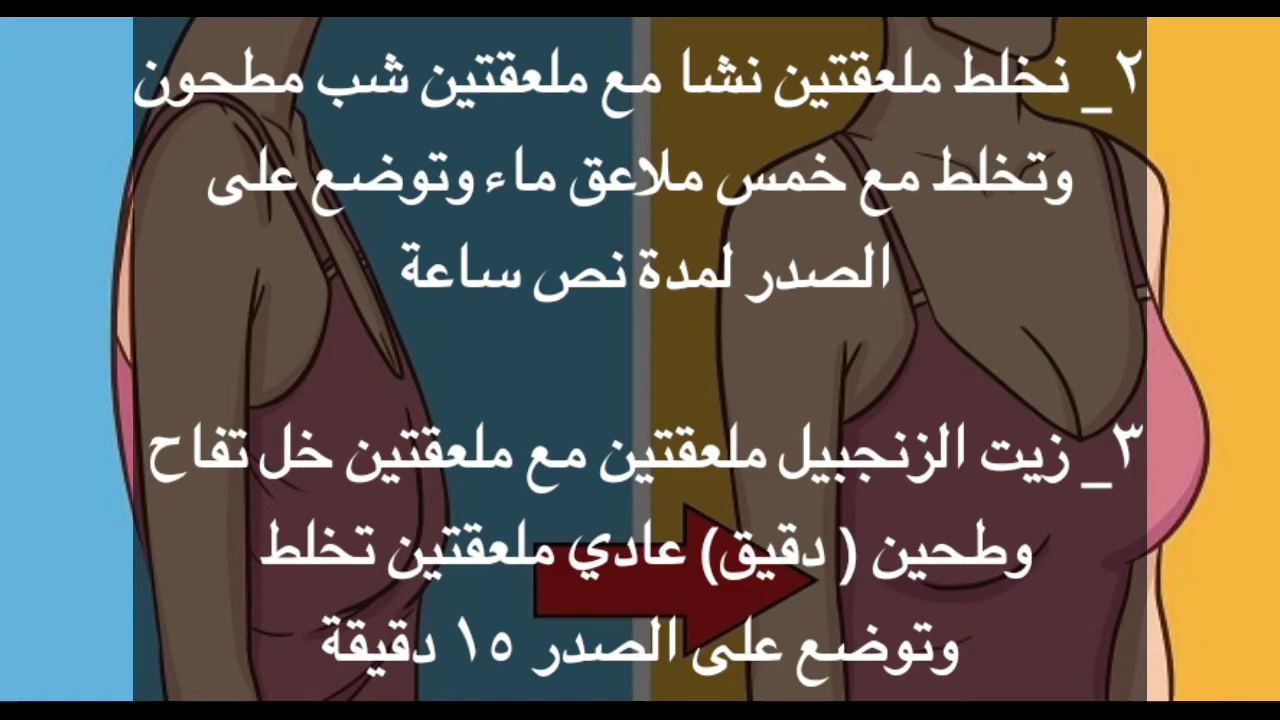 ٢_ نخلط ملعقتين نشا مع ملعقتين شب مطحون
وتخلط مع خمس ملاعق ماء وتوضع على
الصدر لمدة نص ساعة
٣_ زيت الزنجبيل ملعقتين مع ملعقتين خل تفاح
وطحين ( دقيق) عادي ملعقتين تخلط
وتوضع على الصدر ١٥ دقيقة